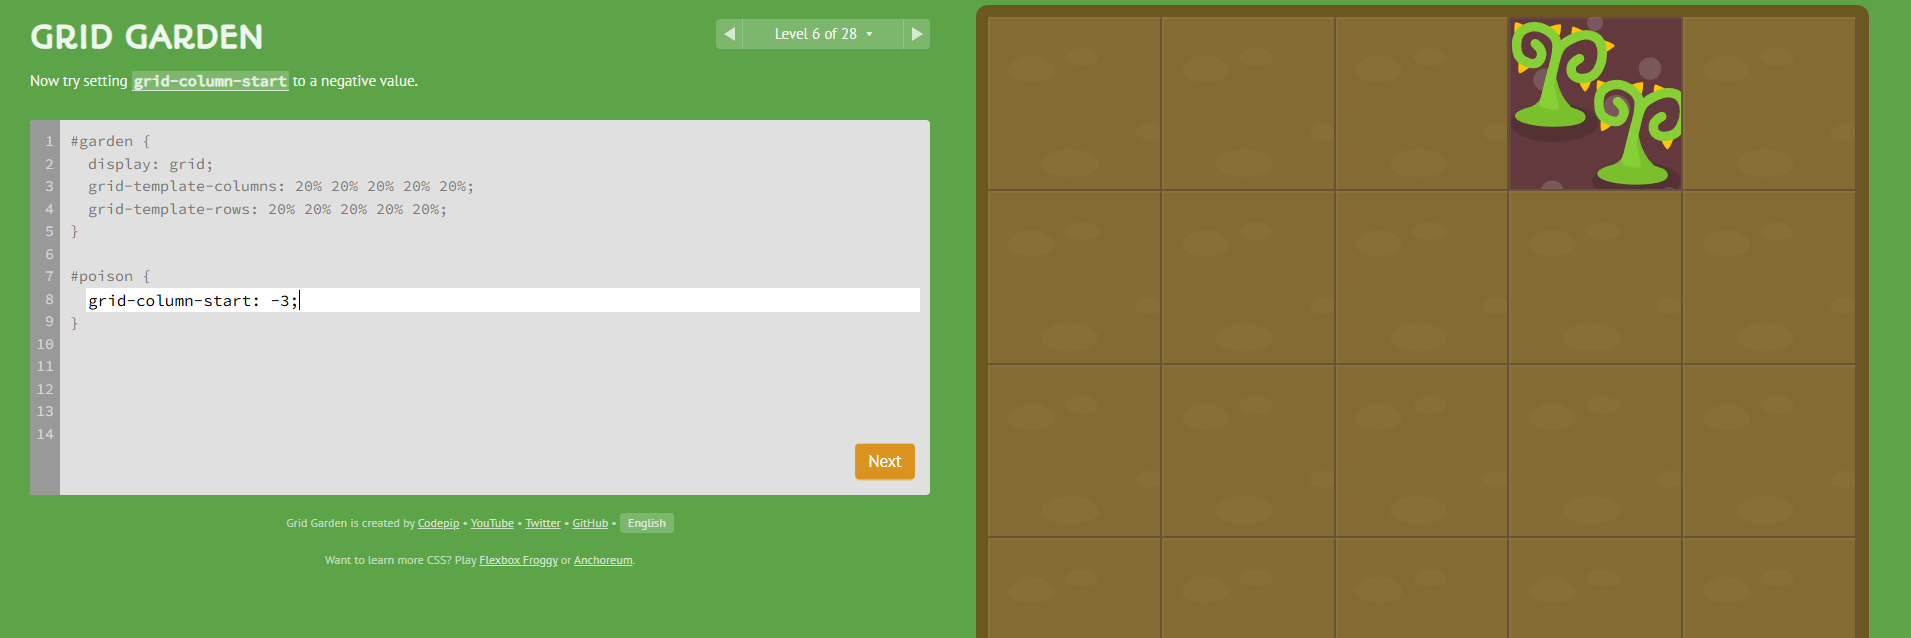 GRID GARDEN
◀ Level 6 of 28 ▾ ▶
Now try setting grid-column-start to a negative value.
1 #garden {
2   display: grid;
3   grid-template-columns: 20% 20% 20% 20% 20%;
4   grid-template-rows: 20% 20% 20% 20% 20%;
5 }
6
7 #poison {
8   grid-column-start: -3;
9 }
10
11
12
13
14
Next
Grid Garden is created by Codepip • YouTube • Twitter • GitHub • English
Want to learn more CSS? Play Flexbox Froggy or Anchoreum.